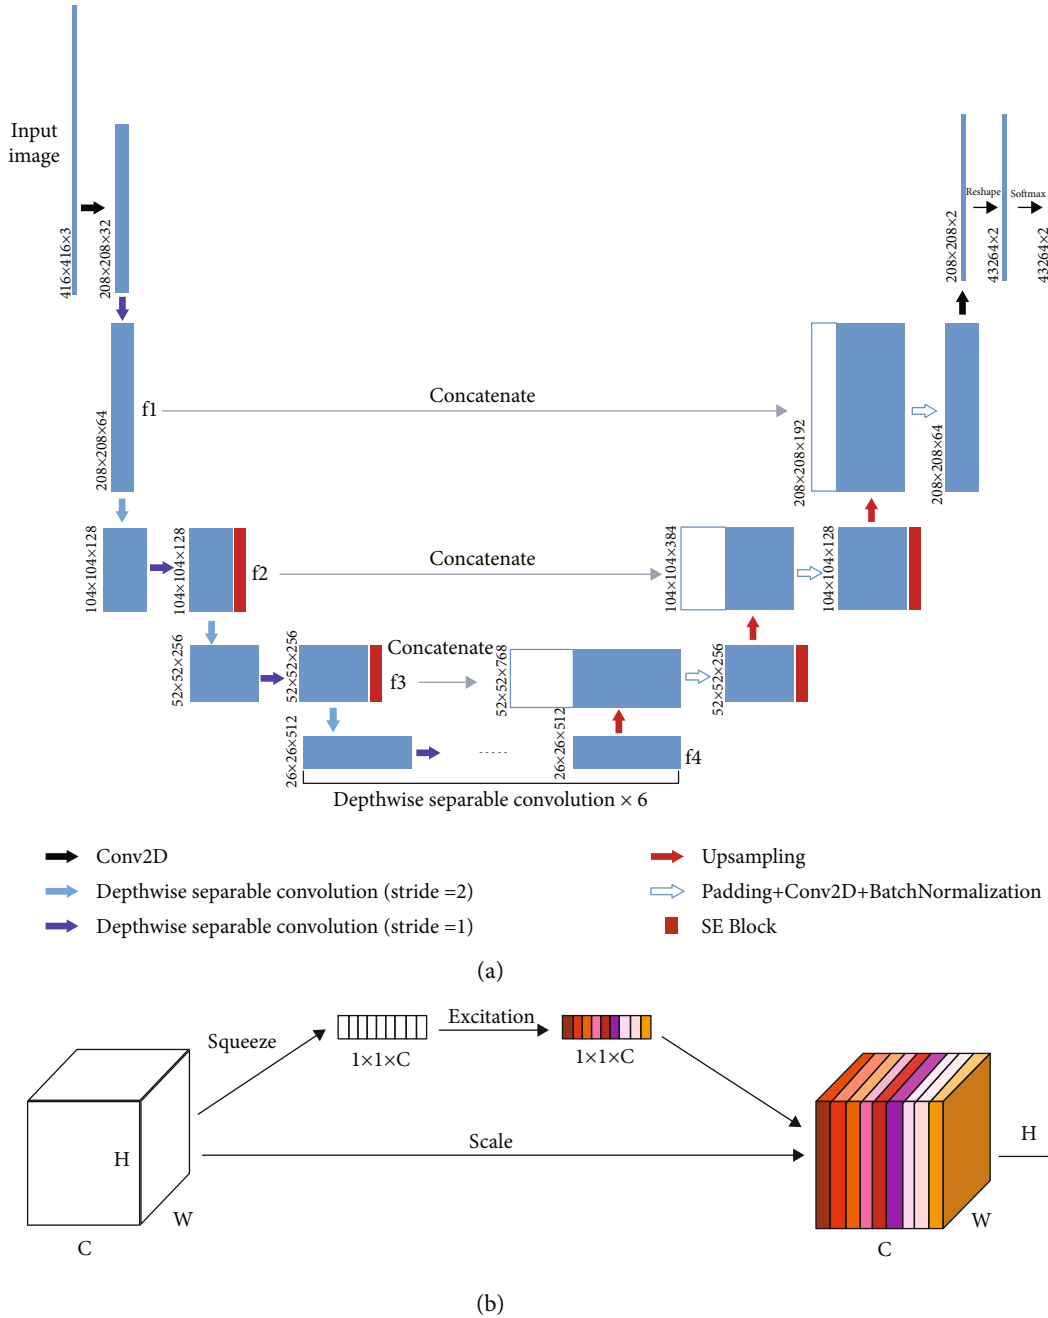 Input
image
416×416×3
208×208×32
208×208×64
f1
Concatenate
208×208×192
208×208×64
208×208×2
Reshape
43264×2
Softmax
43264×2
104×104×128
104×104×128
f2
Concatenate
104×104×384
104×104×128
52×52×256
52×52×256
f3
Concatenate
52×52×768
52×52×256
26×26×512
26×26×512
f4
Depthwise separable convolution × 6
Conv2D
Upsampling
Depthwise separable convolution (stride =2)
Padding+Conv2D+BatchNormalization
Depthwise separable convolution (stride =1)
SE Block
(a)
Squeeze
1×1×C
Excitation
1×1×C
Scale
H
W
C
H
W
C
(b)